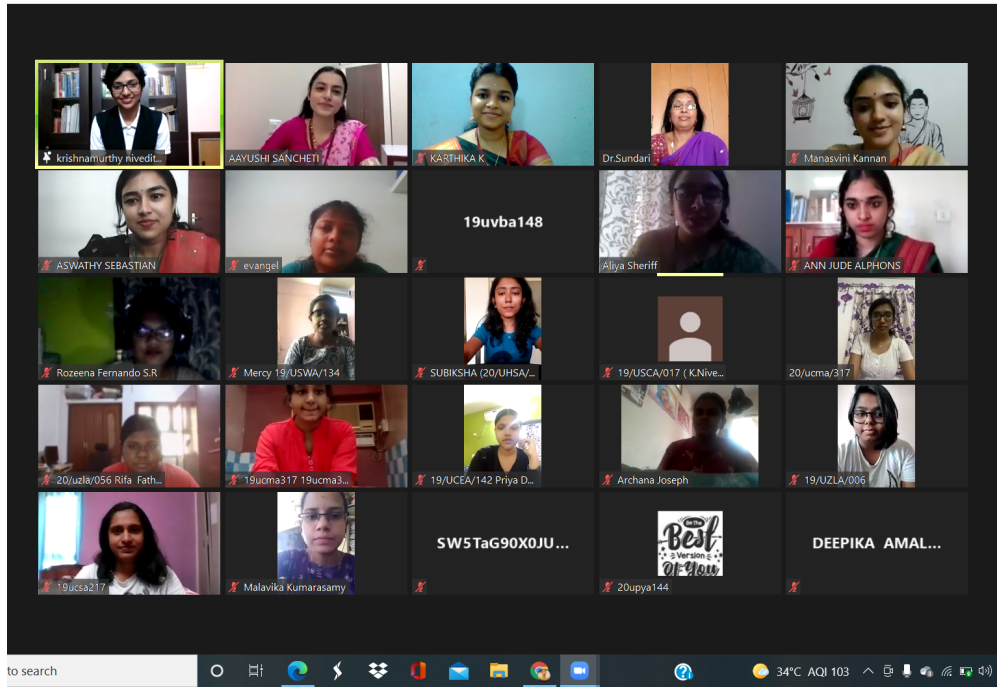 krishnamurthy nivedit...
AAYUSHI SANCHETI
KARTHIKA K
Dr.Sundari
Manasvini Kannan
ASWATHY SEBASTIAN
evangel
19uvba148
Aliya Sheriff
ANN JUDE ALPHONS
Rozeena Fernando S.R
Mercy 19/USWA/134
SUBIKSHA (20/UHSA/...
19/USCA/017 ( K.Nive...
20/ucma/317
20/uzla/056 Rifa Fath...
19ucma317 19ucma3...
19/UCEA/142 Priya D...
Archana Joseph
19/UZLA/006
19ucsa217
Malavika Kumarasamy
SW5TaG90X0JU...
Be The
Best
Version
Of You
20upya144
DEEPIKA AMAL...
to search
34°C AQI 103